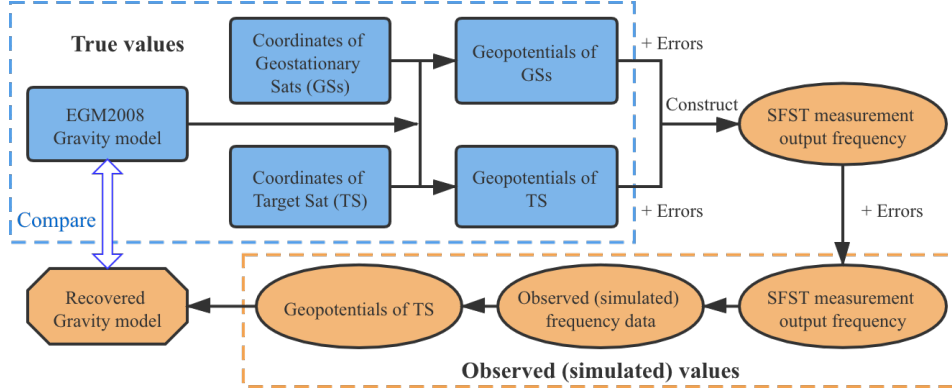 True values
Coordinates of
Geostationary
Sats (GSs)
Geopotentials of
GSs
+ Errors
EGM2008
Gravity model
Construct
SFST measurement
output frequency
Coordinates of
Target Sat (TS)
Geopotentials of
TS
+ Errors
+ Errors
Compare
Recovered
Gravity model
Geopotentials of TS
Observed (simulated)
frequency data
SFST measurement
output frequency
Observed (simulated) values